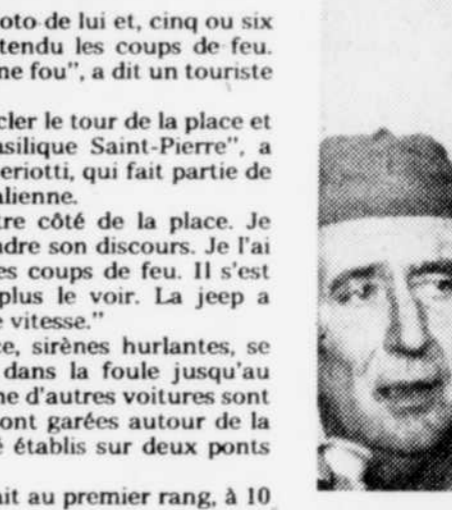 oto de lui et, cinq ou six
tendu les coups de feu.
ne fou", a dit un touriste
cler le tour de la place et
asilique Saint-Pierre", a
eriotti, qui fait partie de
alienne.
tre côté de la place. Je
ndre son discours. Je l'ai
es coups de feu. Il s'est
plus le voir. La jeep a
e vitesse."
ce, sirènes hurlantes, se
dans la foule jusqu'au
ne d'autres voitures sont
ont garées autour de la
é établis sur deux ponts
ait au premier rang, à 10